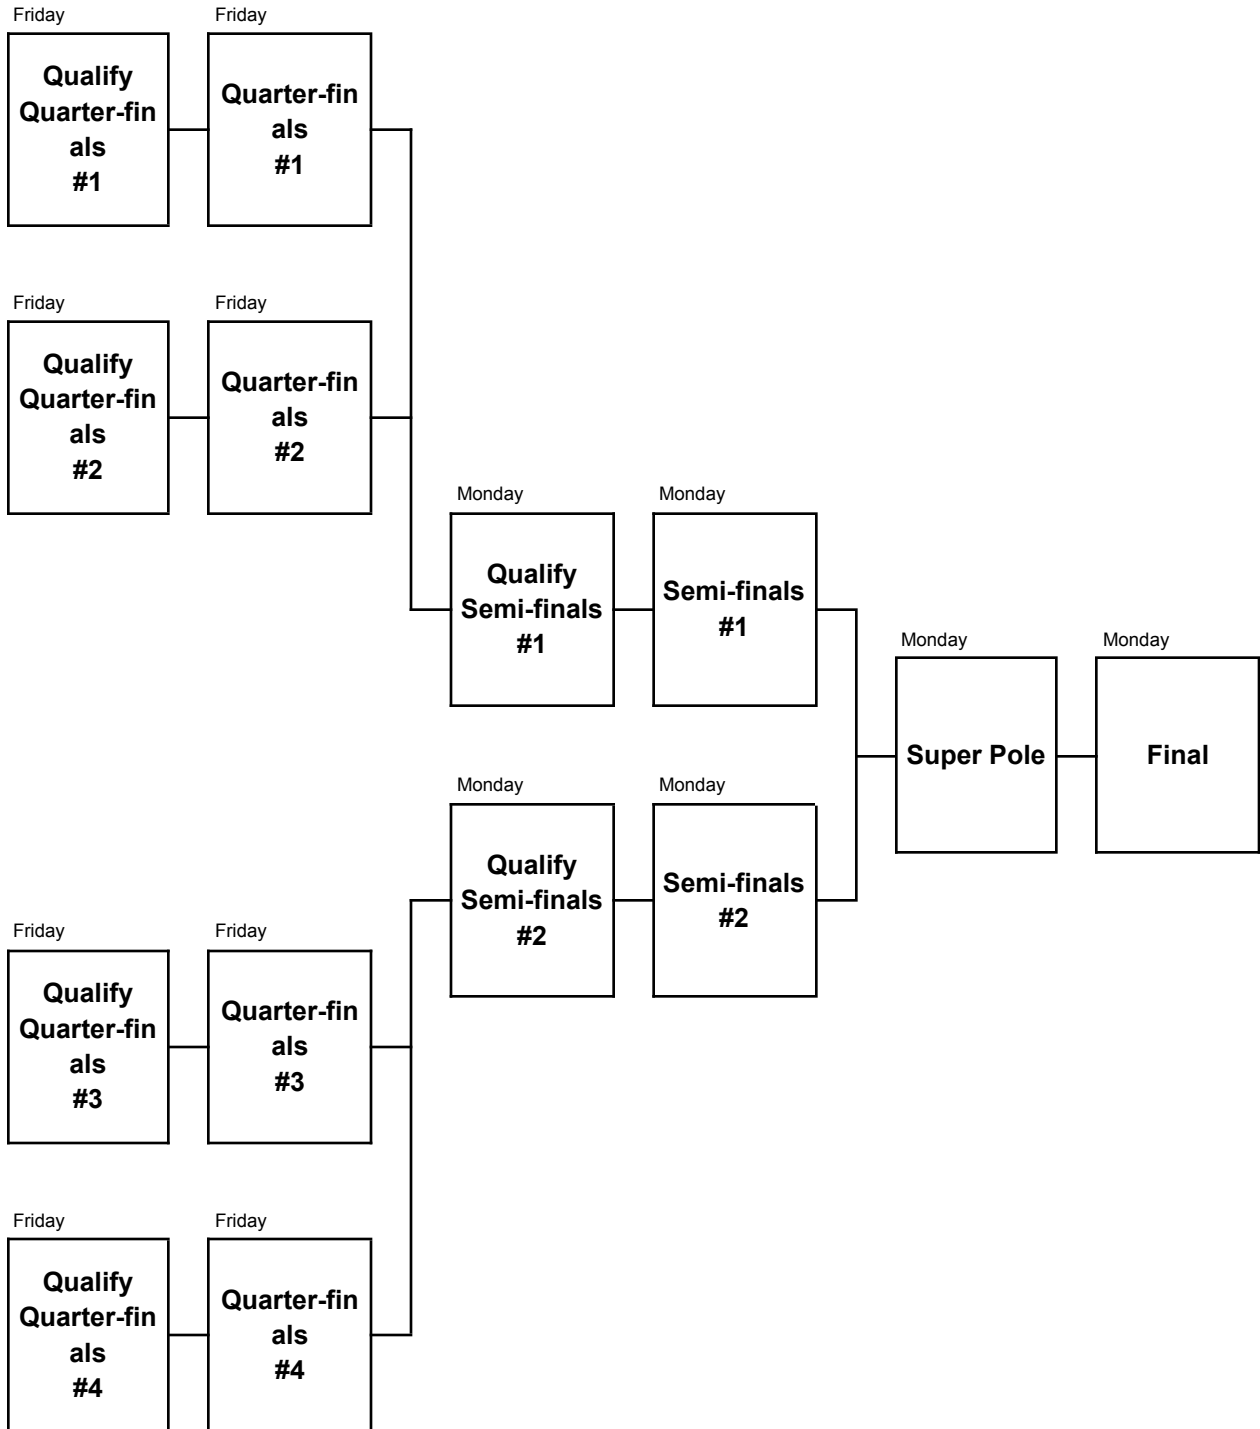 Friday
Friday
Qualify
Quarter-fin
als
#1
Quarter-fin
als
#1
Friday
Friday
Qualify
Quarter-fin
als
#2
Quarter-fin
als
#2
Monday
Monday
Qualify
Semi-finals
#1
Semi-finals
#1
Monday
Monday
Super Pole
Final
Monday
Monday
Qualify
Semi-finals
#2
Semi-finals
#2
Friday
Friday
Qualify
Quarter-fin
als
#3
Quarter-fin
als
#3
Friday
Friday
Qualify
Quarter-fin
als
#4
Quarter-fin
als
#4